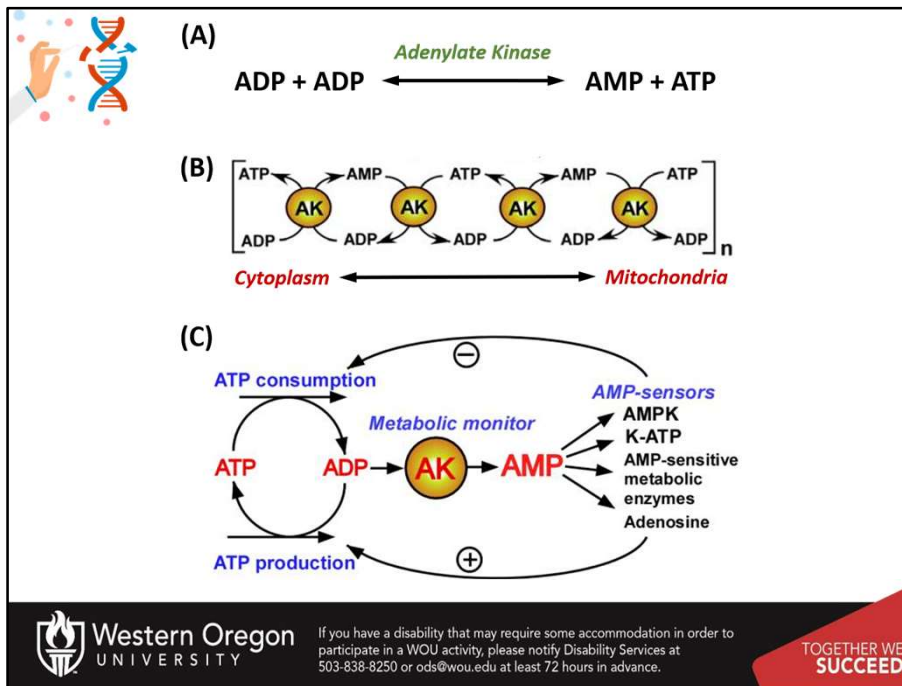 (A)
Adenylate Kinase
ADP + ADP AMP + ATP
(B)
ATP AMP ATP AMP ATP
AK AK AK AK
ADP ADP ADP ADP ADP
n
Cytoplasm Mitochondria
(C)
−
ATP consumption
AMP-sensors
Metabolic monitor
AMPK
K-ATP
ATP ADP AK AMP
AMP-sensitive
metabolic
enzymes
Adenosine
+
ATP production
Western Oregon
UNIVERSITY
If you have a disability that may require some accommodation in order to
participate in a WOU activity, please notify Disability Services at
503-838-8250 or ods@wou.edu at least 72 hours in advance.
TOGETHER WE
SUCCEED